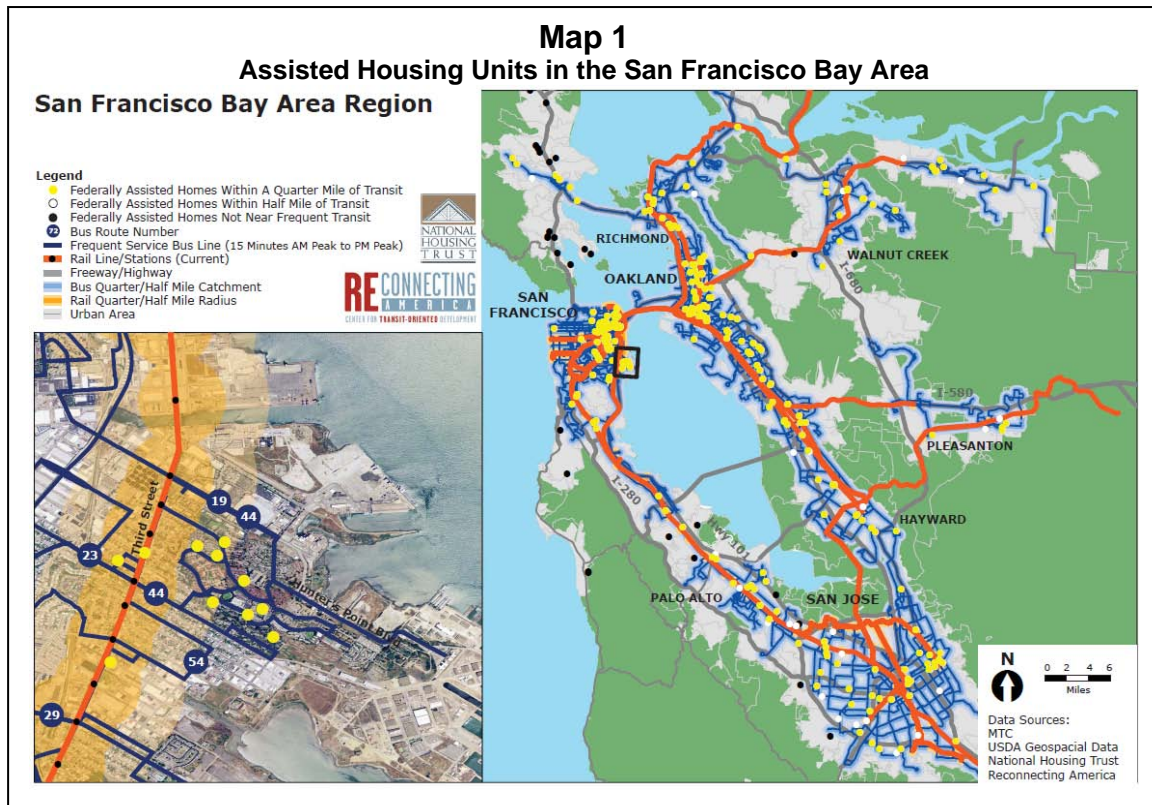 Map 1
Assisted Housing Units in the San Francisco Bay Area
San Francisco Bay Area Region
Legend
Federally Assisted Homes Within A Quarter Mile of Transit
Federally Assisted Homes Within Half Mile of Transit
Federally Assisted Homes Not Near Frequent Transit
72 Bus Route Number
Frequent Service Bus Line (15 Minutes AM Peak to PM Peak)
Rail Line/Stations (Current)
Freeway/Highway
Bus Quarter/Half Mile Catchment
Rail Quarter/Half Mile Radius
Urban Area
NATIONAL
HOUSING
TRUST
RECONNECTING
AMERICA
CENTER FOR TRANSIT-ORIENTED DEVELOPMENT
Third Street
19
44
23
44
Hunter's Point Blvd
54
29
RICHMOND
WALNUT CREEK
OAKLAND
I-680
SAN
FRANCISCO
I-580
PLEASANTON
I-280
HAYWARD
Hwy 101
PALO ALTO
SAN JOSE
N
0 2 4 6
Miles
Data Sources:
MTC
USDA Geospacial Data
National Housing Trust
Reconnecting America